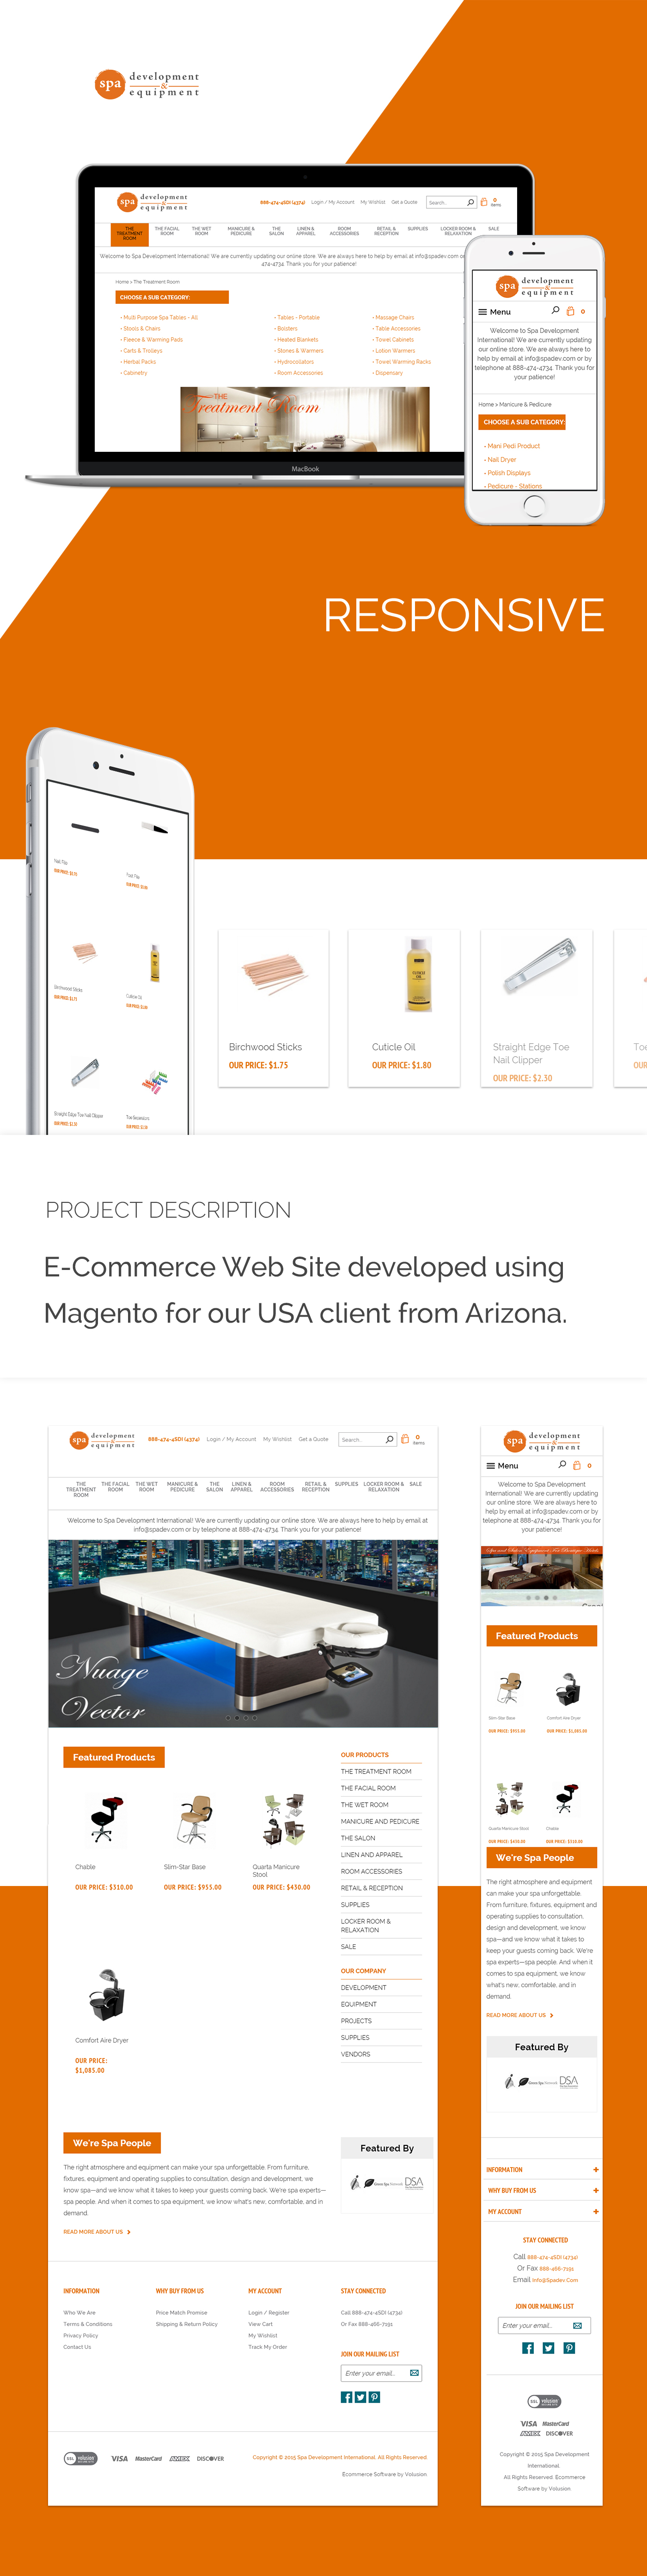 spa development
&
equipment
spa development
&
equipment
888-474-4SDI (4734) Login / My Account My Wishlist Get a Quote Search... 0
items
THE TREATMENT ROOM
THE FACIAL ROOM
THE WET ROOM
MANICURE & PEDICURE
THE SALON
LINEN & APPAREL
ROOM ACCESSORIES
RETAIL & RECEPTION
SUPPLIES
LOCKER ROOM & RELAXATION
SALE
Welcome to Spa Development International! We are currently updating our online store. We are always here to help by email at info@spadev.com or
474-4734. Thank you for your patience!
Home > The Treatment Room
CHOOSE A SUB CATEGORY:
• Multi Purpose Spa Tables - All
• Stools & Chairs
• Fleece & Warming Pads
• Carts & Trolleys
• Herbal Packs
• Cabinetry
• Tables - Portable
• Bolsters
• Heated Blankets
• Stones & Warmers
• Hydrocollators
• Room Accessories
• Massage Chairs
• Table Accessories
• Towel Cabinets
• Lotion Warmers
• Towel Warming Racks
• Dispensary
THE
Treatment Room
MacBook
spa development
&
equipment
Menu 0
Welcome to Spa Development
International! We are currently updating
our online store. We are always here to
help by email at info@spadev.com or by
telephone at 888-474-4734. Thank you for
your patience!
Home > Manicure & Pedicure
CHOOSE A SUB CATEGORY:
• Mani Pedi Product
• Nail Dryer
• Polish Displays
• Pedicure - Stations
RESPONSIVE
OUR PRICE: $1.75
Birchwood Sticks
OUR PRICE: $1.75
Cuticle Oil
OUR PRICE: $1.80
Straight Edge Toe Nail Clipper
OUR PRICE: $2.30
Birchwood Sticks
OUR PRICE: $1.75
CUTICLE
OIL
Cuticle Oil
OUR PRICE: $1.80
Straight Edge Toe
Nail Clipper
OUR PRICE: $2.30
Toe
OUR
PROJECT DESCRIPTION
E-Commerce Web Site developed using
Magento for our USA client from Arizona.
spa development
&
equipment
888-474-4SDI (4734) Login / My Account My Wishlist Get a Quote Search... 0
items
THE TREATMENT ROOM
THE FACIAL ROOM
THE WET ROOM
MANICURE & PEDICURE
THE SALON
LINEN & APPAREL
ROOM ACCESSORIES
RETAIL & RECEPTION
SUPPLIES
LOCKER ROOM & RELAXATION
SALE
Welcome to Spa Development International! We are currently updating our online store. We are always here to help by email at
info@spadev.com or by telephone at 888-474-4734. Thank you for your patience!
Nuage
Vector
Featured Products
Chable
OUR PRICE: $310.00
Slim-Star Base
OUR PRICE: $955.00
Quarta Manicure
Stool
OUR PRICE: $430.00
Comfort Aire Dryer
OUR PRICE:
$1,085.00
OUR PRODUCTS
THE TREATMENT ROOM
THE FACIAL ROOM
THE WET ROOM
MANICURE AND PEDICURE
THE SALON
LINEN AND APPAREL
ROOM ACCESSORIES
RETAIL & RECEPTION
SUPPLIES
LOCKER ROOM &
RELAXATION
SALE
OUR COMPANY
DEVELOPMENT
EQUIPMENT
PROJECTS
SUPPLIES
VENDORS
We're Spa People
The right atmosphere and equipment can make your spa unforgettable. From furniture,
fixtures, equipment and operating supplies to consultation, design and development, we
know spa—and we know what it takes to keep your guests coming back. We're spa experts—
spa people. And when it comes to spa equipment, we know what's new, comfortable, and in
demand.
READ MORE ABOUT US
Featured By
Green Spa Network
DSA
INFORMATION
Who We Are
Terms & Conditions
Privacy Policy
Contact Us
WHY BUY FROM US
Price Match Promise
Shipping & Return Policy
MY ACCOUNT
Login / Register
View Cart
My Wishlist
Track My Order
STAY CONNECTED
Call 888-474-4SDI (4734)
Or Fax 888-466-7191
JOIN OUR MAILING LIST
Enter your email...
SSL volusion
VISA MasterCard AMEX DISCOVER
Copyright © 2015 Spa Development International. All Rights Reserved.
Ecommerce Software by Volusion
spa development
&
equipment
Menu 0
Welcome to Spa Development
International! We are currently updating
our online store. We are always here to
help by email at info@spadev.com or by
telephone at 888-474-4734. Thank you for
your patience!
Featured Products
Slim-Star Base
OUR PRICE: $955.00
Comfort Aire Dryer
OUR PRICE: $1,085.00
Quarta Manicure Stool
OUR PRICE: $430.00
Chable
OUR PRICE: $310.00
We're Spa People
The right atmosphere and equipment
can make your spa unforgettable.
From furniture, fixtures, equipment and
operating supplies to consultation,
design and development, we know
spa—and we know what it takes to
keep your guests coming back. We're
spa experts—spa people. And when it
comes to spa equipment, we know
what's new, comfortable, and in
demand.
READ MORE ABOUT US
Featured By
Green Spa Network
DSA
INFORMATION +
WHY BUY FROM US +
MY ACCOUNT +
STAY CONNECTED
Call 888-474-4SDI (4734)
Or Fax 888-466-7191
Email Info@Spadev.Com
JOIN OUR MAILING LIST
Enter your email...
SSL volusion
VISA MasterCard
AMEX DISCOVER
Copyright © 2015 Spa Development
International.
All Rights Reserved. Ecommerce
Software by Volusion